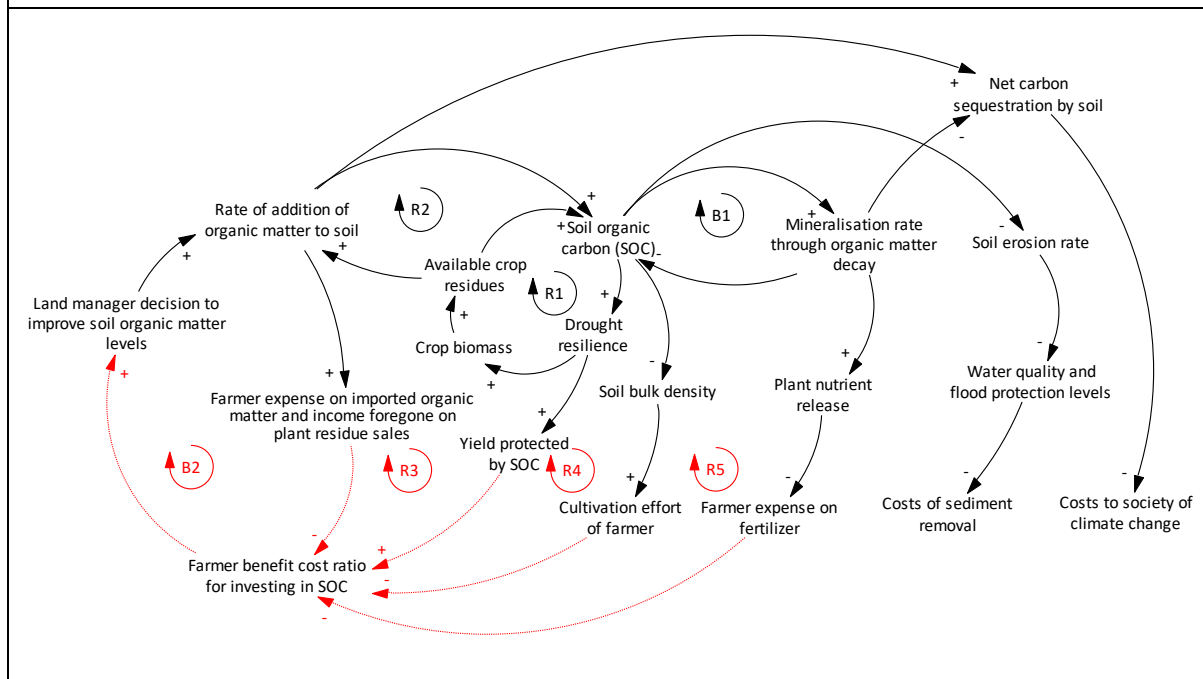 Net carbon
sequestration by soil
+
-
Rate of addition of
organic matter to soil
R2
+
+
Soil organic
carbon (SOC)
-
B1
+
Mineralisation rate
through organic matter
decay
-
Soil erosion rate
+
+
Available crop
residues
R1
Land manager decision to
improve soil organic matter
levels
+
Crop biomass
+
+
Drought
resilience
-
Soil bulk density
+
Plant nutrient
release
-
Water quality and
flood protection levels
+
+
Farmer expense on imported organic
matter and income foregone on
plant residue sales
+
Yield protected
by SOC
B2
R3
R4
R5
+
Cultivation effort
of farmer
-
Farmer expense on
fertilizer
-
Costs of sediment
removal
-
Costs to society of
climate change
-
+
-
-
Farmer benefit cost ratio
for investing in SOC